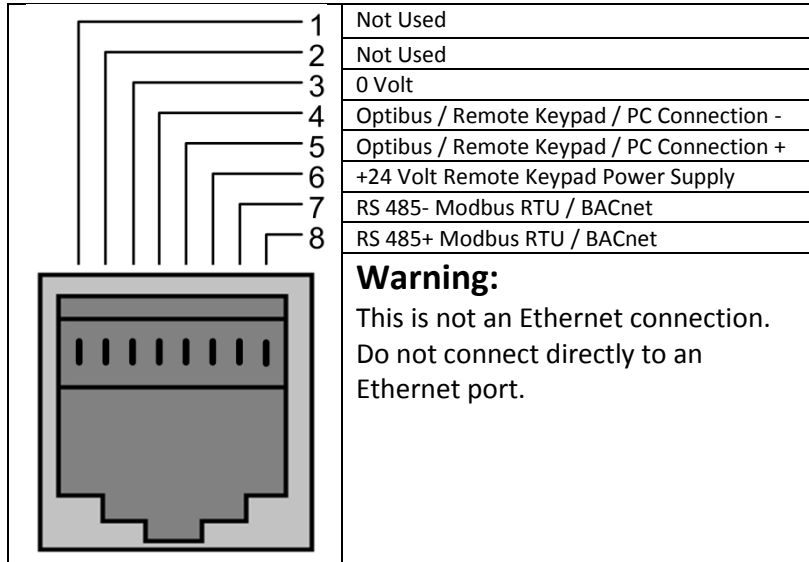 1 Not Used
2 Not Used
3 0 Volt
4 Optibus / Remote Keypad / PC Connection -
5 Optibus / Remote Keypad / PC Connection +
6 +24 Volt Remote Keypad Power Supply
7 RS 485- Modbus RTU / BACnet
8 RS 485+ Modbus RTU / BACnet
Warning:
This is not an Ethernet connection.
Do not connect directly to an
Ethernet port.